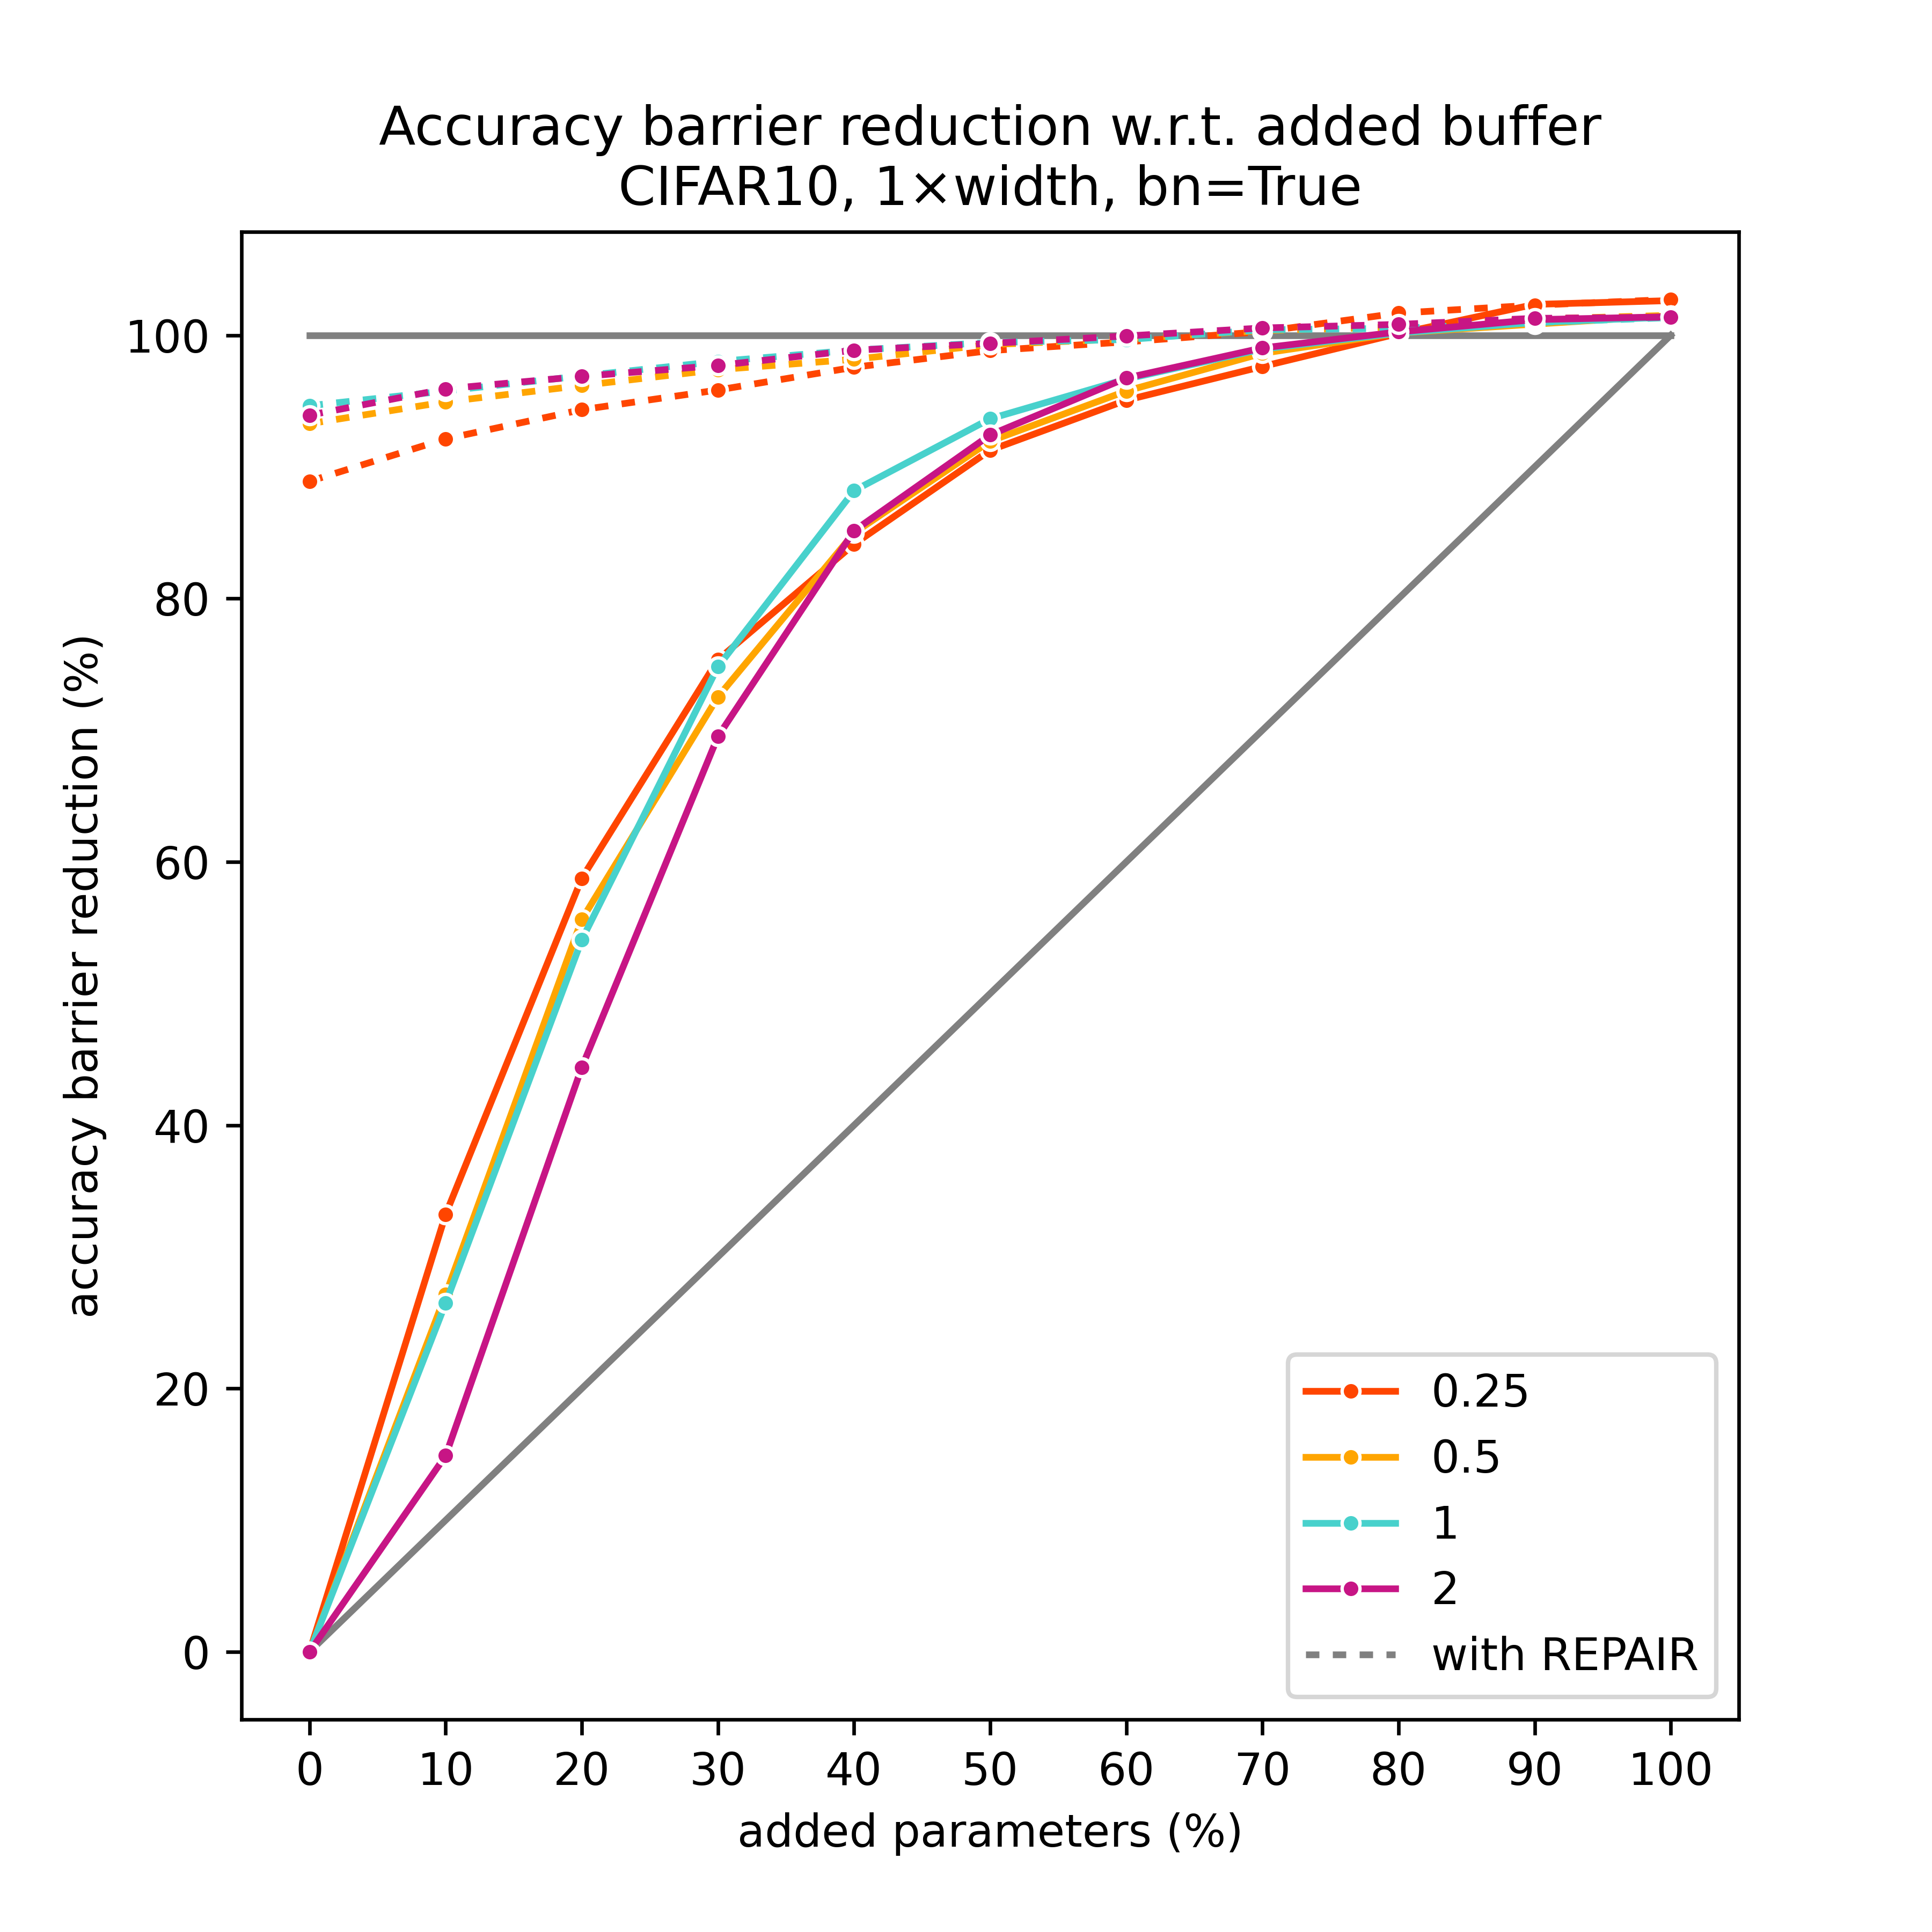 Accuracy barrier reduction w.r.t. added buffer
CIFAR10, 1×width, bn=True
accuracy barrier reduction (%)
100
80
60
40
20
0
0 10 20 30 40 50 60 70 80 90 100
added parameters (%)
0.25
0.5
1
2
with REPAIR